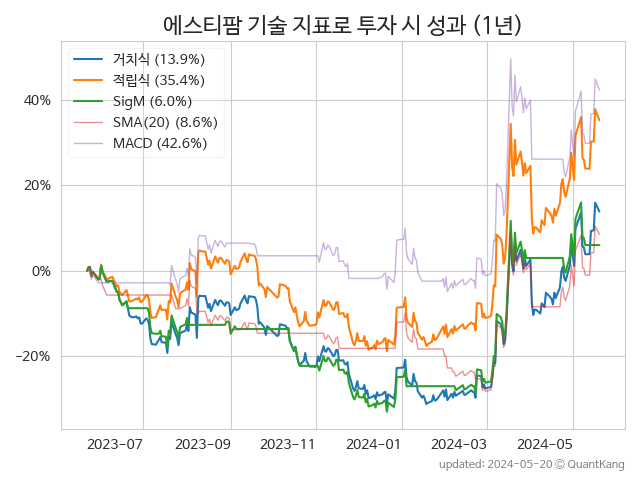 에스티팜 기술 지표로 투자 시 성과 (1년)
거치식 (13.9%)
적립식 (35.4%)
SigM (6.0%)
SMA(20) (8.6%)
MACD (42.6%)
40%
20%
0%
−20%
2023-07 2023-09 2023-11 2024-01 2024-03 2024-05
updated: 2024-05-20 © QuantKang